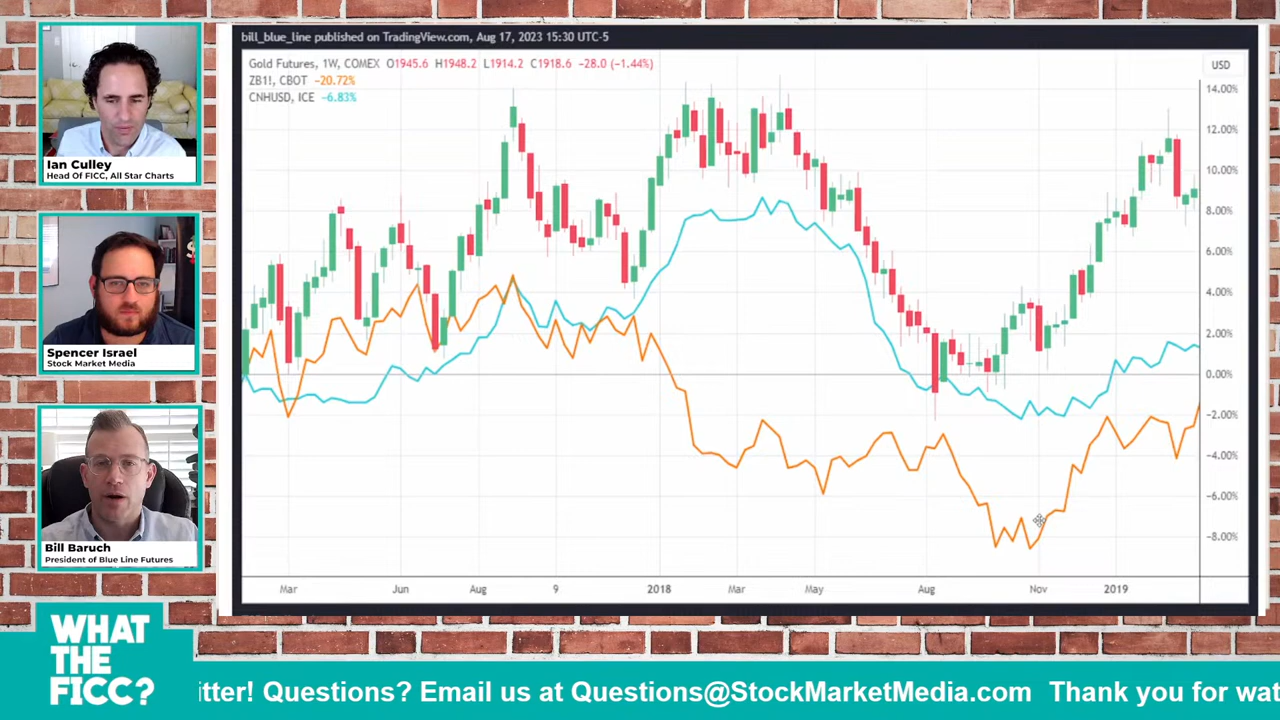 Ian Culley
Head Of FICC, All Star Charts
Spencer Israel
Stock Market Media
Bill Baruch
President of Blue Line Futures
bill_blue_line published on TradingView.com, Aug 17, 2023 15:30 UTC-5
Gold Futures, 1W, COMEX O1945.6 H1948.2 L1914.2 C1918.6 -28.0 (-1.44%)
ZB1!, CBOT -20.72%
CNHUSD, ICE -6.83%
USD
14.00%
12.00%
10.00%
8.00%
6.00%
4.00%
2.00%
0.00%
-2.00%
-4.00%
-6.00%
-8.00%
Mar Jun Aug 9 2018 Mar May Aug Nov 2019
WHAT
THE
FICC?
itter! Questions? Email us at Questions@StockMarketMedia.com Thank you for wat